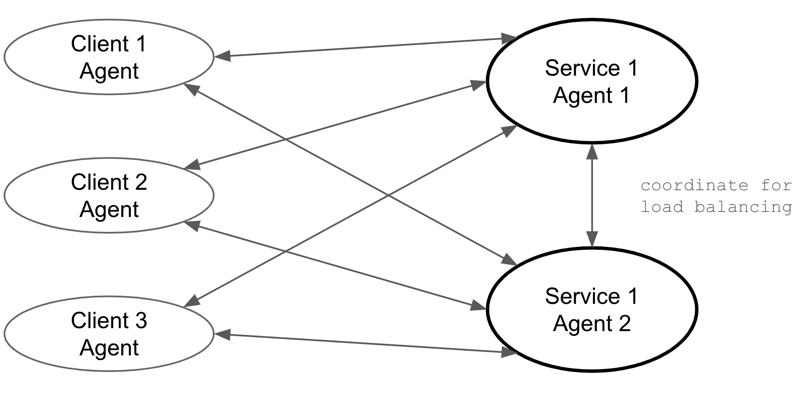 Client 1
Agent
Service 1
Agent 1
Client 2
Agent
coordinate for
load balancing
Client 3
Agent
Service 1
Agent 2